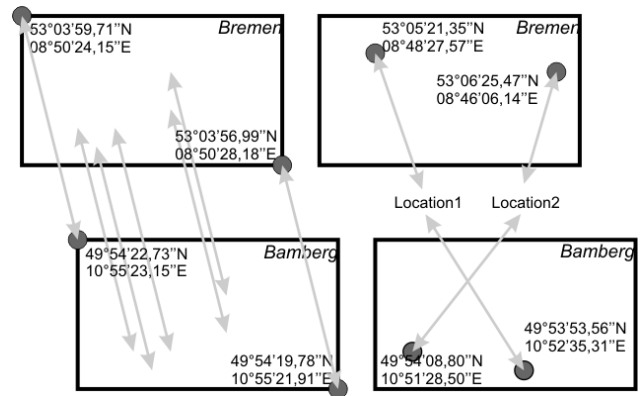 Bremen
53°03’59,71’’N
08°50’24,15’’E
53°03’56,99’’N
08°50’28,18’’E
Bremen
53°05’21,35’’N
08°48’27,57’’E
53°06’25,47’’N
08°46’06,14’’E
Location1 Location2
Bamberg
49°54’22,73’’N
10°55’23,15’’E
49°54’19,78’’N
10°55’21,91’’E
Bamberg
49°53’53,56’’N
10°52’35,31’’E
49°54’08,80’’N
10°51’28,50’’E